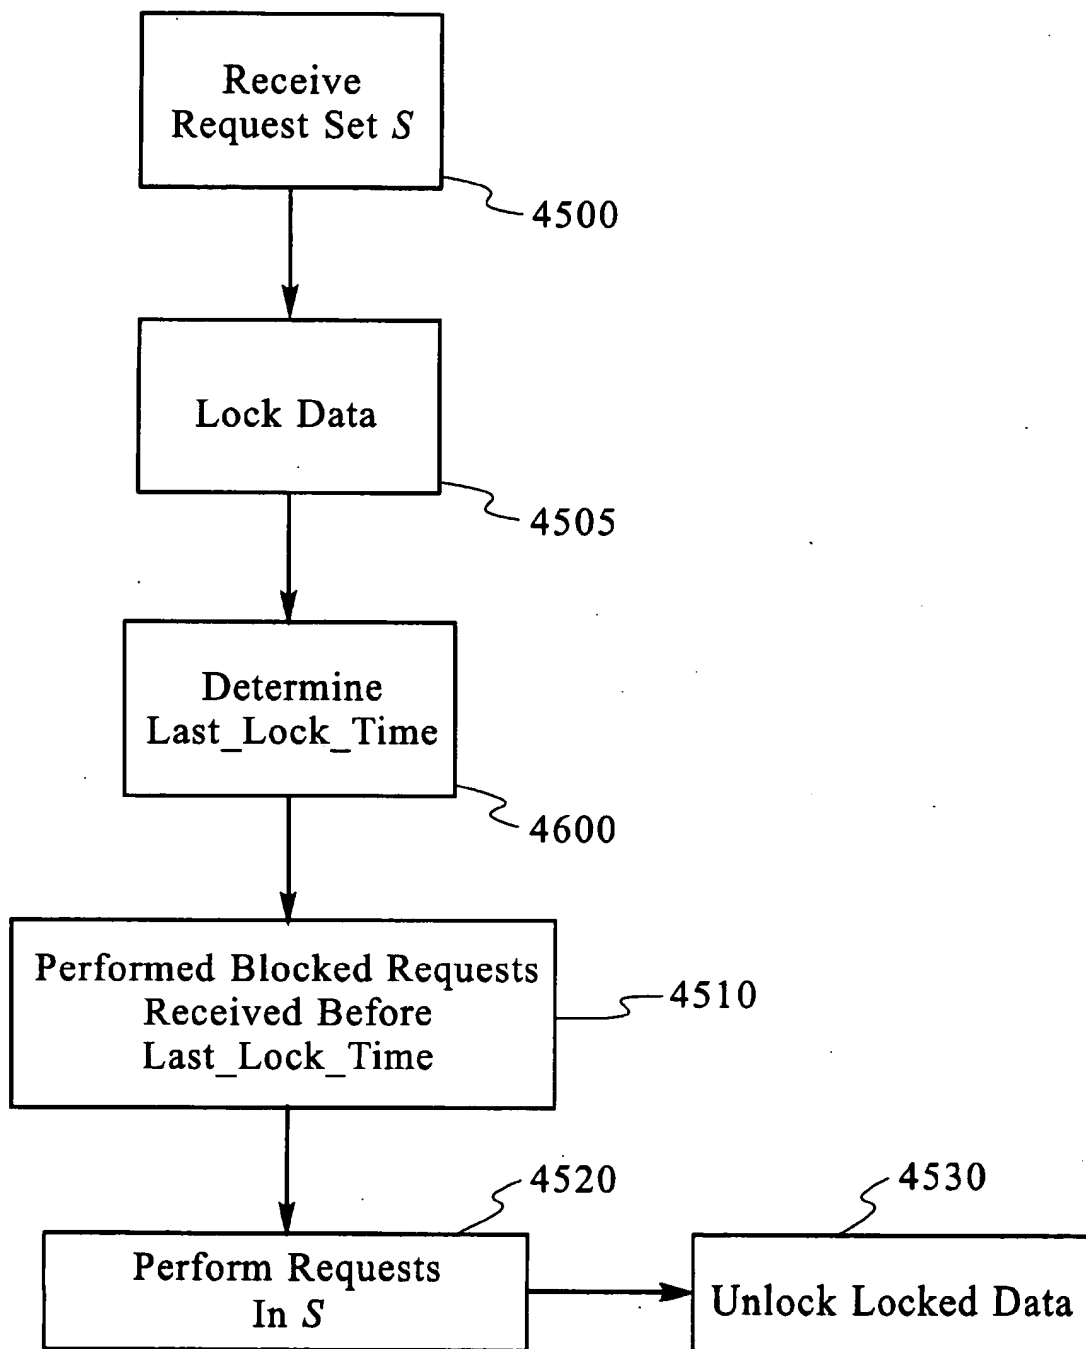 Receive
Request Set S
4500
Lock Data
4505
Determine
Last_Lock_Time
4600
Performed Blocked Requests
Received Before
Last_Lock_Time
4510
4520
Perform Requests
In S
4530
Unlock Locked Data